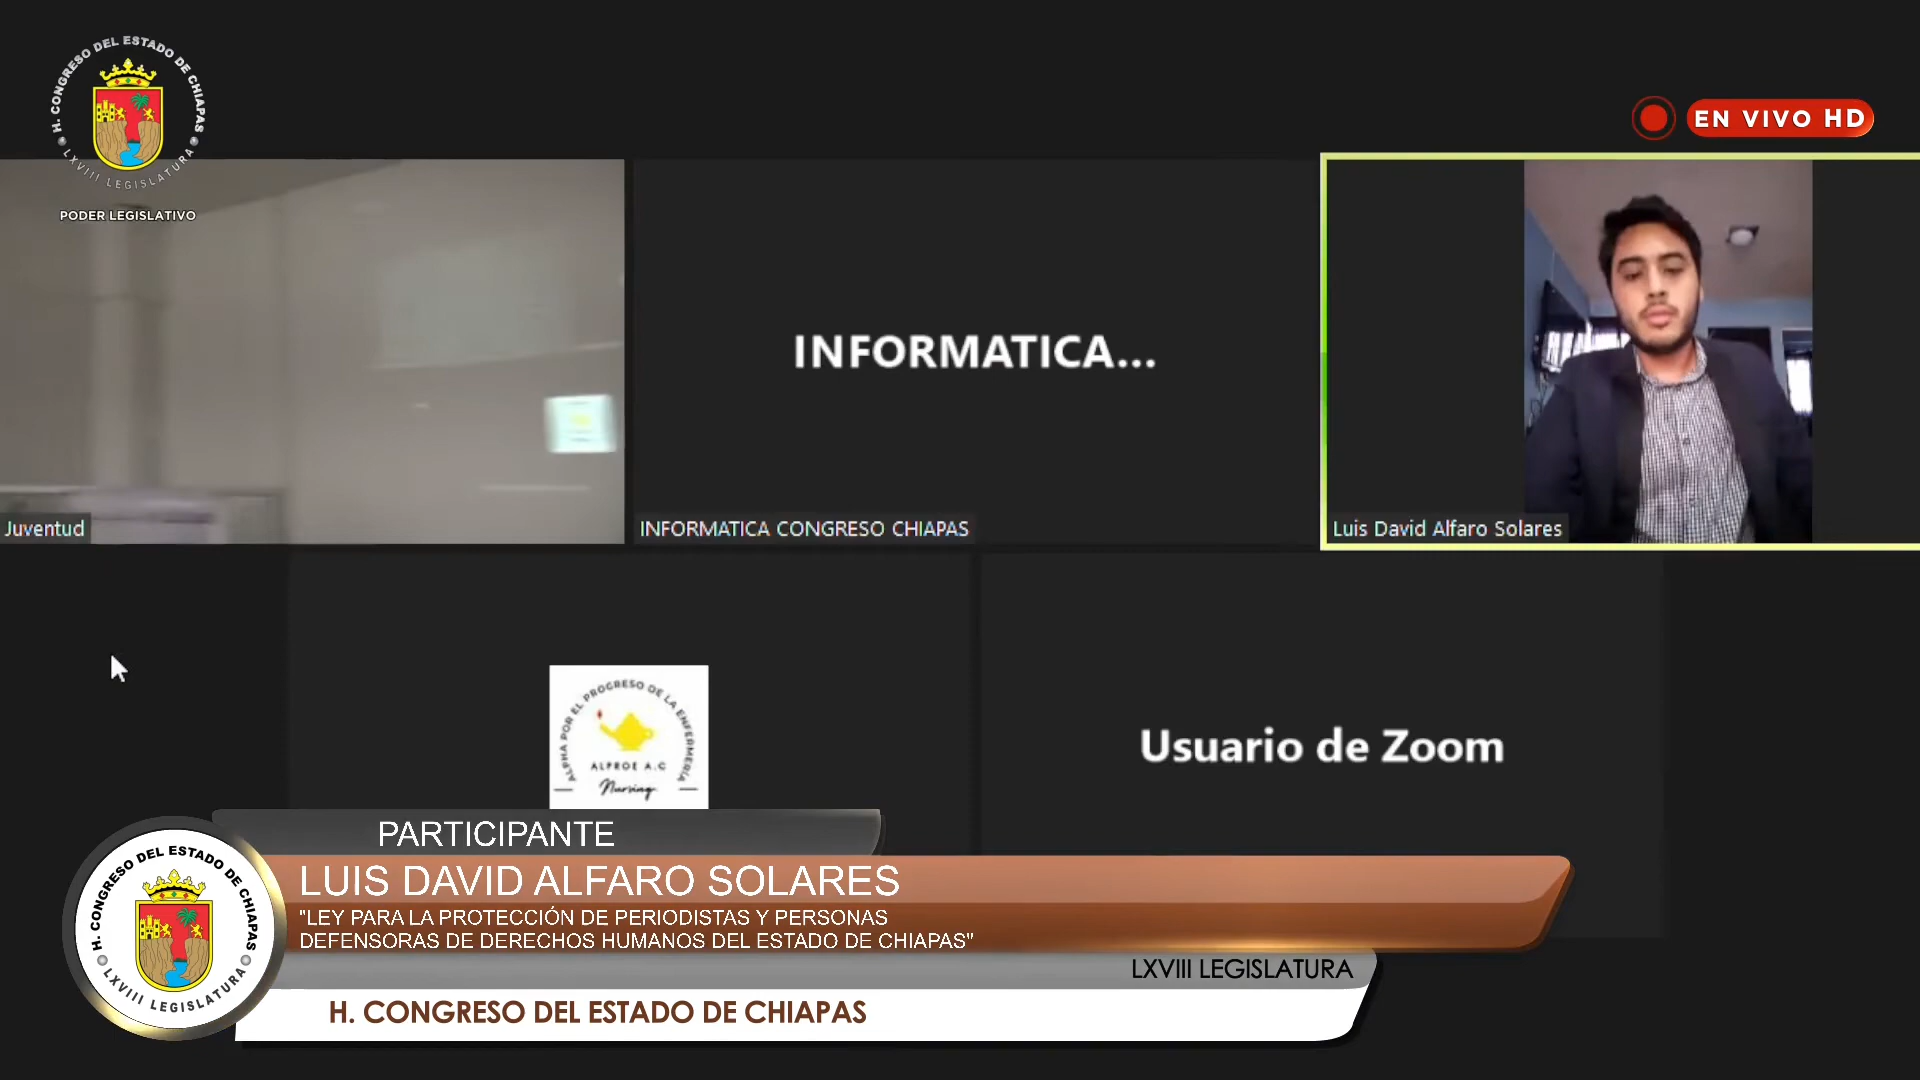 H. CONGRESO DEL ESTADO DE CHIAPAS
LXVIII LEGISLATURA
PODER LEGISLATIVO
EN VIVO HD
INFORMATICA...
Juventud
INFORMATICA CONGRESO CHIAPAS
Luis David Alfaro Solares
ALPHA POR EL PROGRESO DE LA ENFERMERÍA
ALPROE A.C
Nursing
Usuario de Zoom
PARTICIPANTE
LUIS DAVID ALFARO SOLARES
"LEY PARA LA PROTECCIÓN DE PERIODISTAS Y PERSONAS
DEFENSORAS DE DERECHOS HUMANOS DEL ESTADO DE CHIAPAS"
LXVIII LEGISLATURA
H. CONGRESO DEL ESTADO DE CHIAPAS
H. CONGRESO DEL ESTADO DE CHIAPAS
LXVIII LEGISLATURA